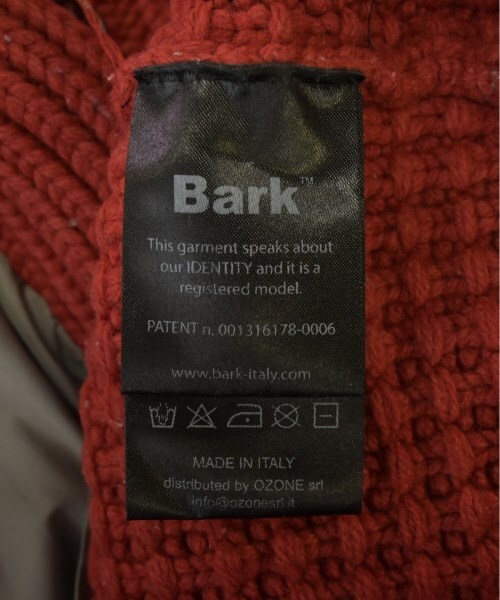 Bark™
This garment speaks about
our IDENTITY and it is a
registered model.
PATENT n. 001316178-0006
www.bark-italy.com
MADE IN ITALY
distributed by OZONE srl
info@ozonesrl.it